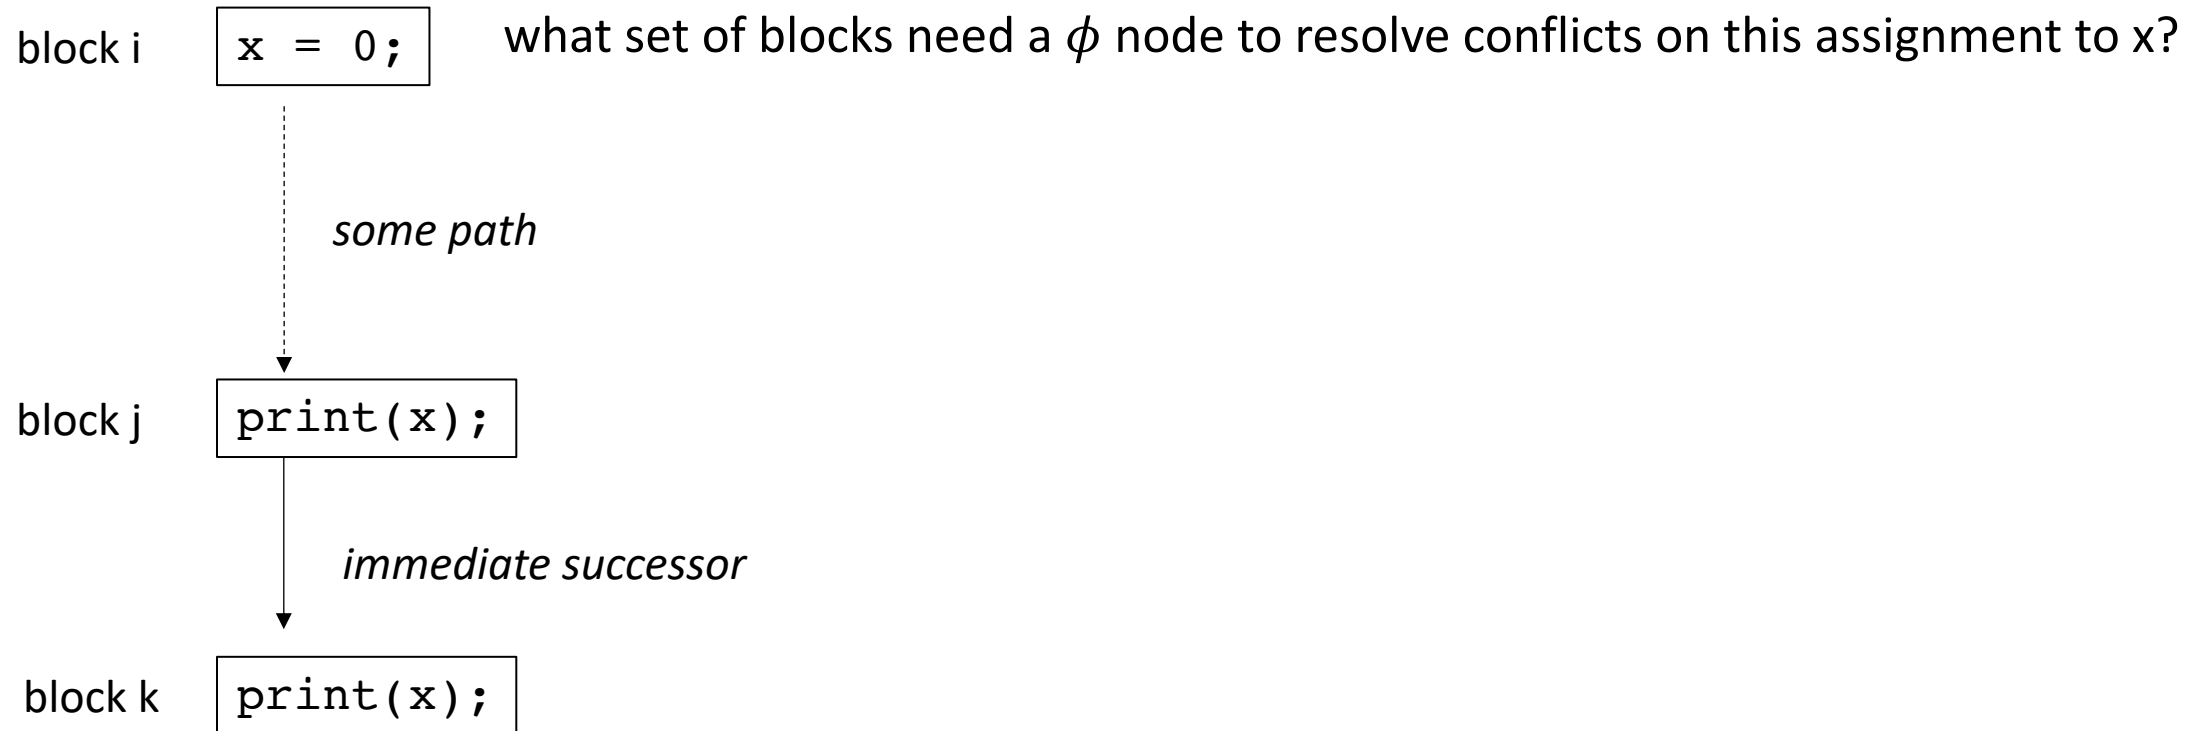 block i
x = 0;
what set of blocks need a ϕ node to resolve conflicts on this assignment to x?
some path
block j
print(x);
immediate successor
block k
print(x);